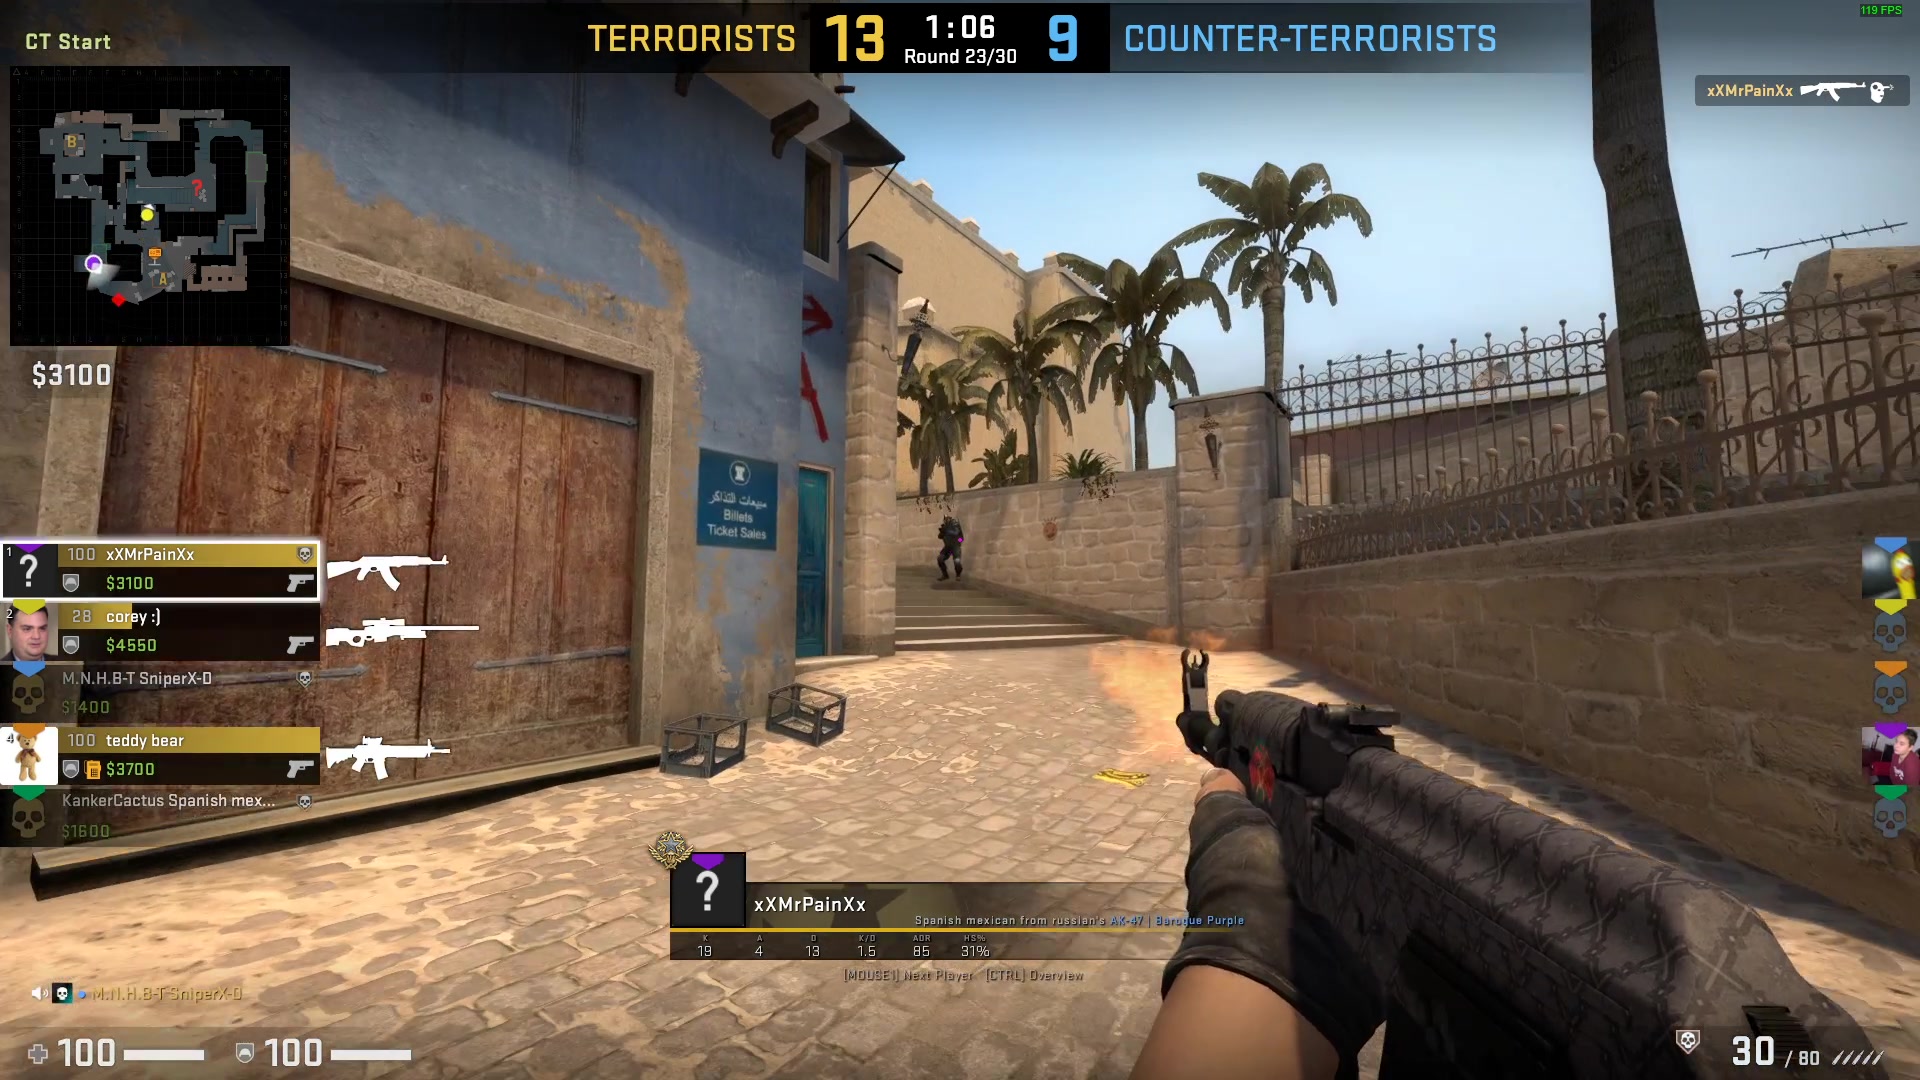 119 FPS
CT Start
TERRORISTS 13 1:06 9 COUNTER-TERRORISTS
Round 23/30
xXMrPainXx
B
?
A
$3100
مبيعات التذاكر
Billets
Ticket Sales
1 ? 100 xXMrPainXx
$3100
2 28 corey :)
$4550
M.N.H.B-T SniperX-D
$1400
4 100 teddy bear
$3700
KankerCactus Spanish mex...
$1600
? xXMrPainXx
Spanish mexican from russian's AK-47 | Baroque Purple
K A D K/D ADR HS%
19 4 13 1.5 85 31%
[MOUSE1] Next Player [CTRL] Overview
M.N.H.B-T SniperX-D
100 100
30 / 80